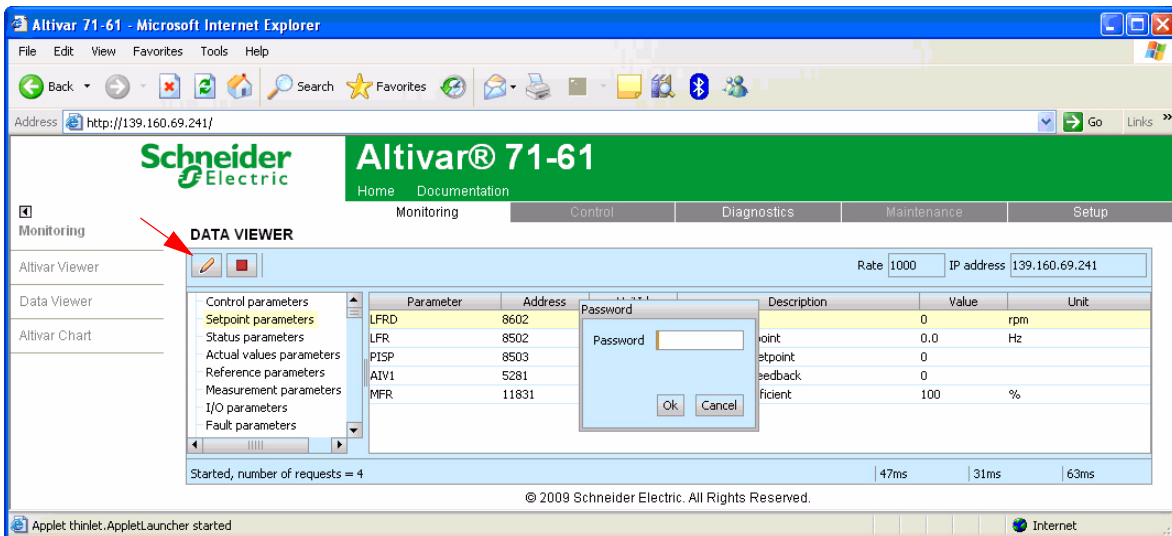 Altivar 71-61 - Microsoft Internet Explorer
File Edit View Favorites Tools Help
Back Search Favorites
Address http://139.160.69.241/ Go Links »
Schneider Electric
Altivar® 71-61
Home Documentation
Monitoring Control Diagnostics Maintenance Setup
Monitoring
Altivar Viewer
Data Viewer
Altivar Chart
DATA VIEWER
Rate 1000 IP address 139.160.69.241
Control parameters
Setpoint parameters
Status parameters
Actual values parameters
Reference parameters
Measurement parameters
I/O parameters
Fault parameters
Parameter Address Description Value Unit
LFRD 8602 0 rpm
LFR 8502 point 0.0 Hz
PISP 8503 etpoint 0
AIV1 5281 eedback 0
MFR 11831 ficient 100 %
Password
Password
Ok Cancel
Started, number of requests = 4 47ms 31ms 63ms
© 2009 Schneider Electric. All Rights Reserved.
Applet thinlet.AppletLauncher started Internet